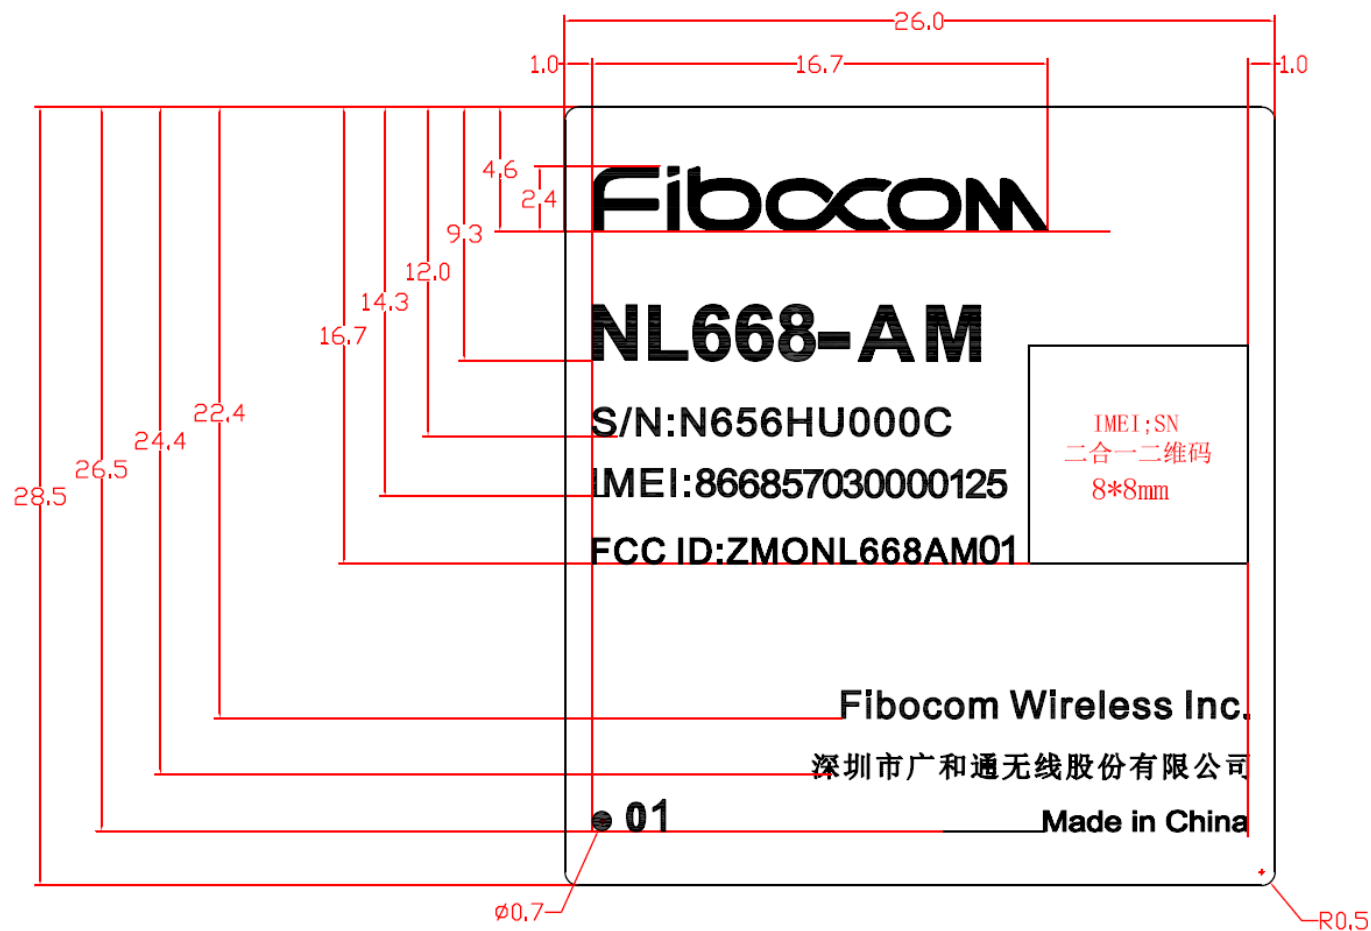 26.0
1.0
16.7
1.0
4.6
2.4
Fibocom
9.3
12.0
14.3
16.7
NL668-AM
22.4
S/N:N656HU000C
IMEI;SN
24.4
二合一二维码
26.5
IMEI:866857030000125
8*8mm
28.5
FCC ID:ZMONL668AM01
Fibocom Wireless Inc.
深圳市广和通无线股份有限公司
01
Made in China
Ø0.7
R0.5